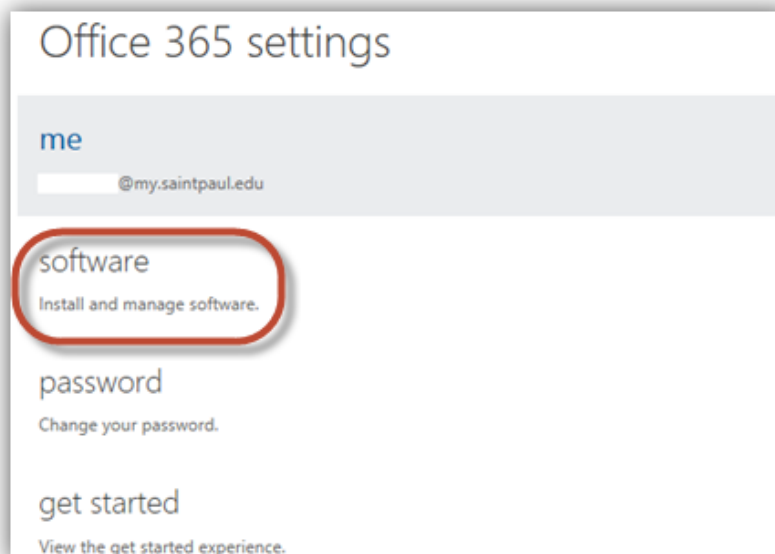 Office 365 settings
me
@my.saintpaul.edu
software
Install and manage software.
password
Change your password.
get started
View the get started experience.